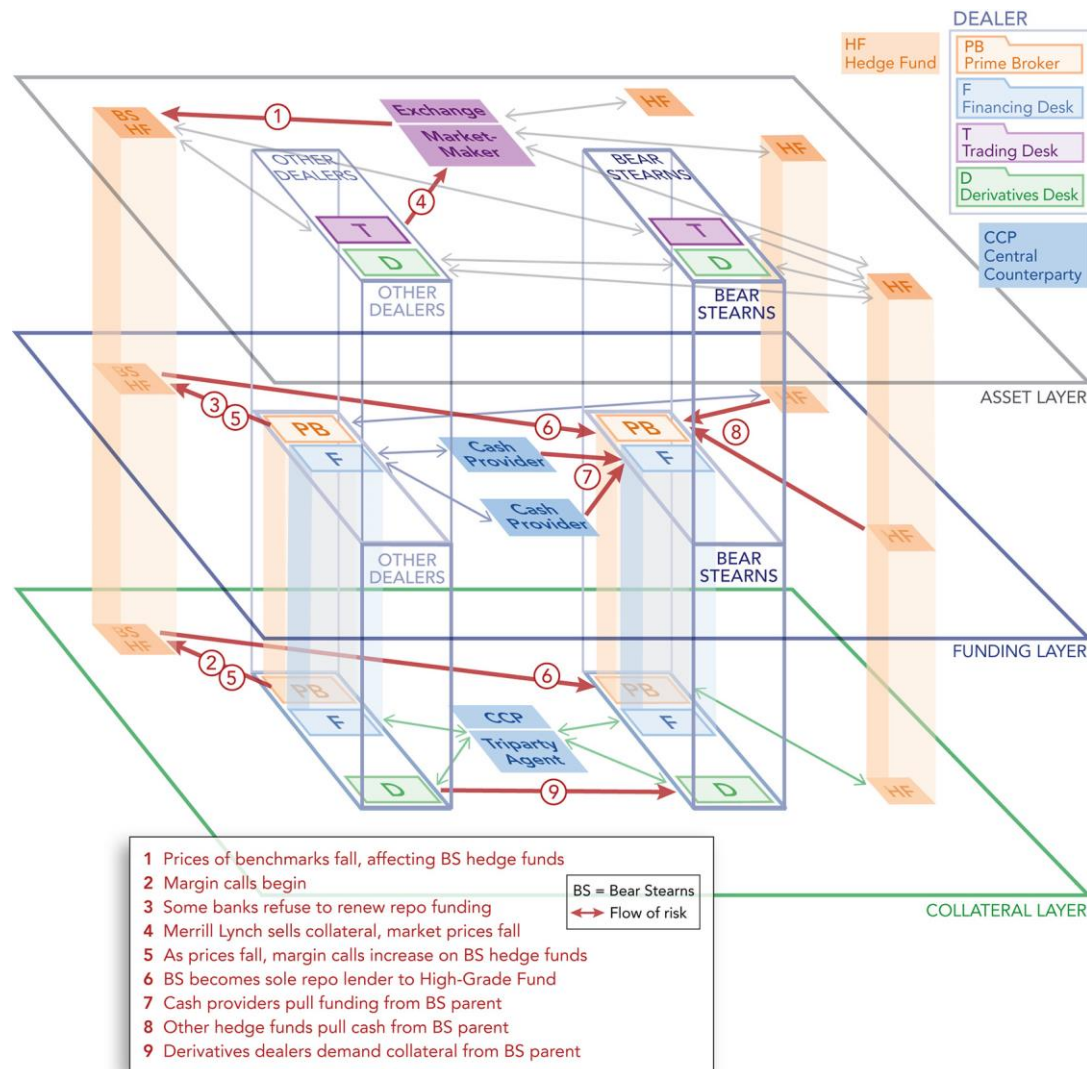 DEALER
HF
Hedge Fund
PB
Prime Broker
F
Financing Desk
T
Trading Desk
D
Derivatives Desk
CCP
Central
Counterparty
BS
HF
1
Exchange
Market-
Maker
HF
HF
OTHER
DEALERS
BEAR
STEARNS
4
T
D
T
D
HF
OTHER
DEALERS
BEAR
STEARNS
ASSET LAYER
BS
HF
3
5
PB
F
6
Cash
Provider
7
Cash
Provider
PB
F
HF
8
HF
OTHER
DEALERS
BEAR
STEARNS
FUNDING LAYER
BS
HF
2
5
PB
F
6
CCP
Triparty
Agent
PB
F
D
9
D
HF
COLLATERAL LAYER
1 Prices of benchmarks fall, affecting BS hedge funds
2 Margin calls begin
3 Some banks refuse to renew repo funding
4 Merrill Lynch sells collateral, market prices fall
5 As prices fall, margin calls increase on BS hedge funds
6 BS becomes sole repo lender to High-Grade Fund
7 Cash providers pull funding from BS parent
8 Other hedge funds pull cash from BS parent
9 Derivatives dealers demand collateral from BS parent
BS = Bear Stearns
Flow of risk